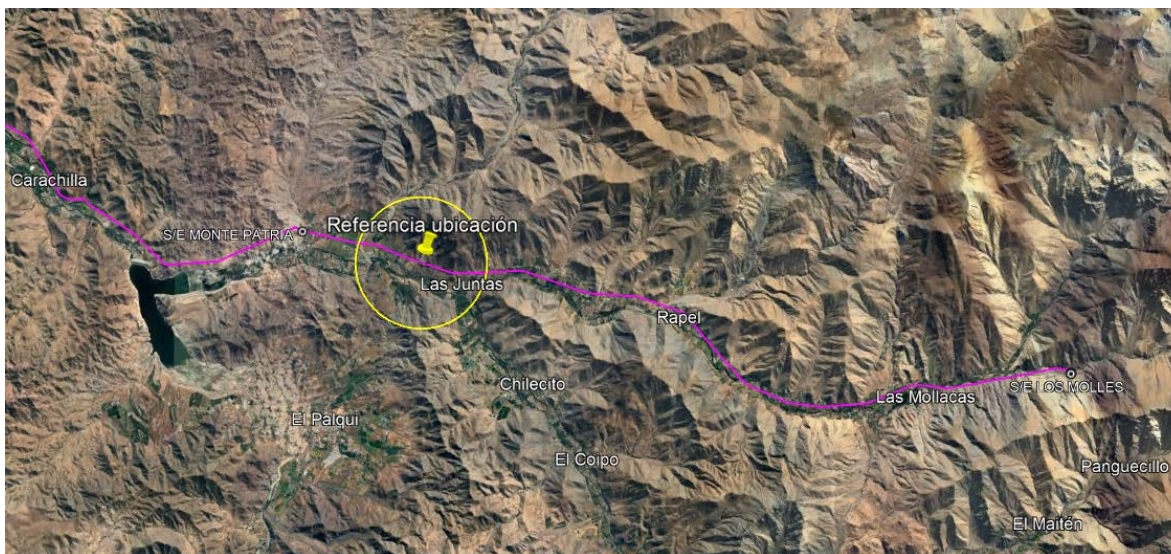 Carachilla
Referencia ubicación
S/E MONTE PATRIA
Las Juntas
Rapel
Chilecito
S/E LOS MOLLES
Las Mollacas
El Palqui
El Coipo
Panguecillo
El Maitén